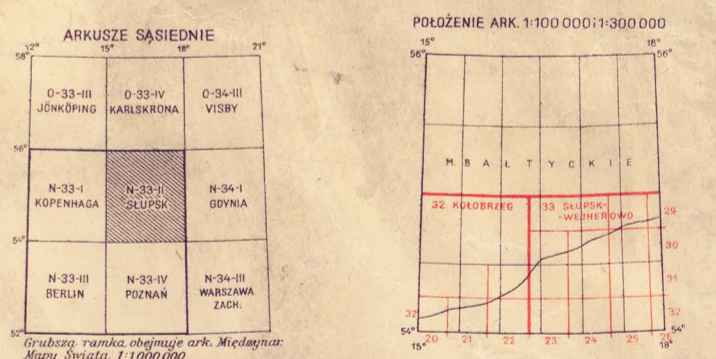 ARKUSZE SĄSIEDNIE
12° 15° 18° 21°
58°
O-33-III O-33-IV O-34-III
JÖNKÖPING KARLSKRONA VISBY
56°
N-33-I N-33-II N-34-I
KOPENHAGA SŁUPSK GDYNIA
54°
N-33-III N-33-IV N-34-III
BERLIN POZNAŃ WARSZAWA
ZACH.
52°
Grubszą ramka obejmuje ark. Międzynar:
Mapy Świata 1:1000000
POŁOŻENIE ARK. 1:100 000 i 1:300 000
15° 18°
56° 56°
M. BAŁTYCKIE
32 KOŁOBRZEG 33 SŁUPSK-
-WEJHEROWO
29
30
31
32 32
54° 54°
20 21 22 23 24 25 26
15° 18°